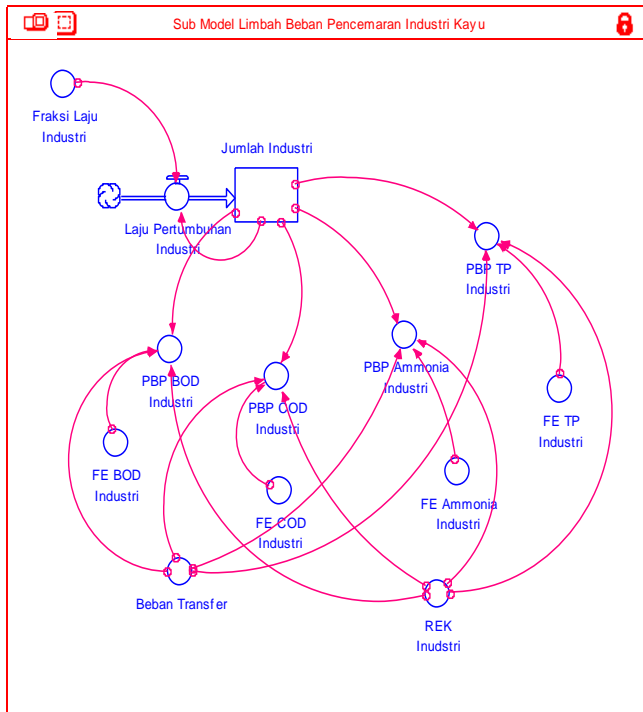 Sub Model Limbah Beban Pencemaran Industri Kayu
Fraksi Laju
Industri
Jumlah Industri
Laju Pertumbuhan
Industri
PBP TP
Industri
PBP BOD
Industri
PBP COD
Industri
PBP Ammonia
Industri
FE TP
Industri
FE BOD
Industri
FE COD
Industri
FE Ammonia
Industri
Beban Transfer
REK
Inudstri